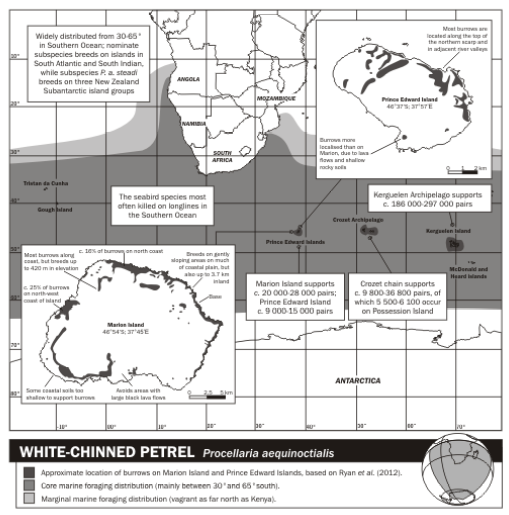 Widely distributed from 30-65°
in Southern Ocean; nominate
subspecies breeds on islands in
South Atlantic and South Indian,
while subspecies P. a. steadi
breeds on three New Zealand
Subantarctic island groups
ANGOLA
NAMIBIA
MOZAMBIQUE
SOUTH
AFRICA
Most burrows are
located along the top of
the northern scarp and
in adjacent river valleys
Prince Edward Island
46°37'S; 37°57'E
Burrows more
localised than on
Marion, due to lava
flows and shallow
rocky soils
0 1 2 km
Tristan da Cunha
Gough Island
The seabird species most
often killed on longlines in
the Southern Ocean
Kerguelen Archipelago supports
c. 186 000-297 000 pairs
Crozet Archipelago
Kerguelen Island
Prince Edward Islands
McDonald and
Heard Islands
Marion Island supports
c. 20 000-28 000 pairs;
Prince Edward Island
c. 9 000-15 000 pairs
Crozet chain supports
c. 9 800-36 800 pairs, of
which 5 500-6 100 occur
on Possession Island
c. 16% of burrows on north coast
Most burrows along
coast, but breeds up
to 420 m in elevation
Breeds on gently
sloping areas on much
of coastal plain, but
also up to 3.7 km
inland
c. 25% of burrows
on north-west
coast of island
Base
Marion Island
46°54'S; 37°45'E
Some coastal soils too
shallow to support burrows
Avoids areas with
large black lava flows
0 2.5 5 km
ANTARCTICA
-10° 0° 10° 20° 30° 40° 50° 60° 70°
WHITE-CHINNED PETREL Procellaria aequinoctialis
Approximate location of burrows on Marion Island and Prince Edward Islands, based on Ryan et al. (2012).
Core marine foraging distribution (mainly between 30° and 65° south).
Marginal marine foraging distribution (vagrant as far north as Kenya).